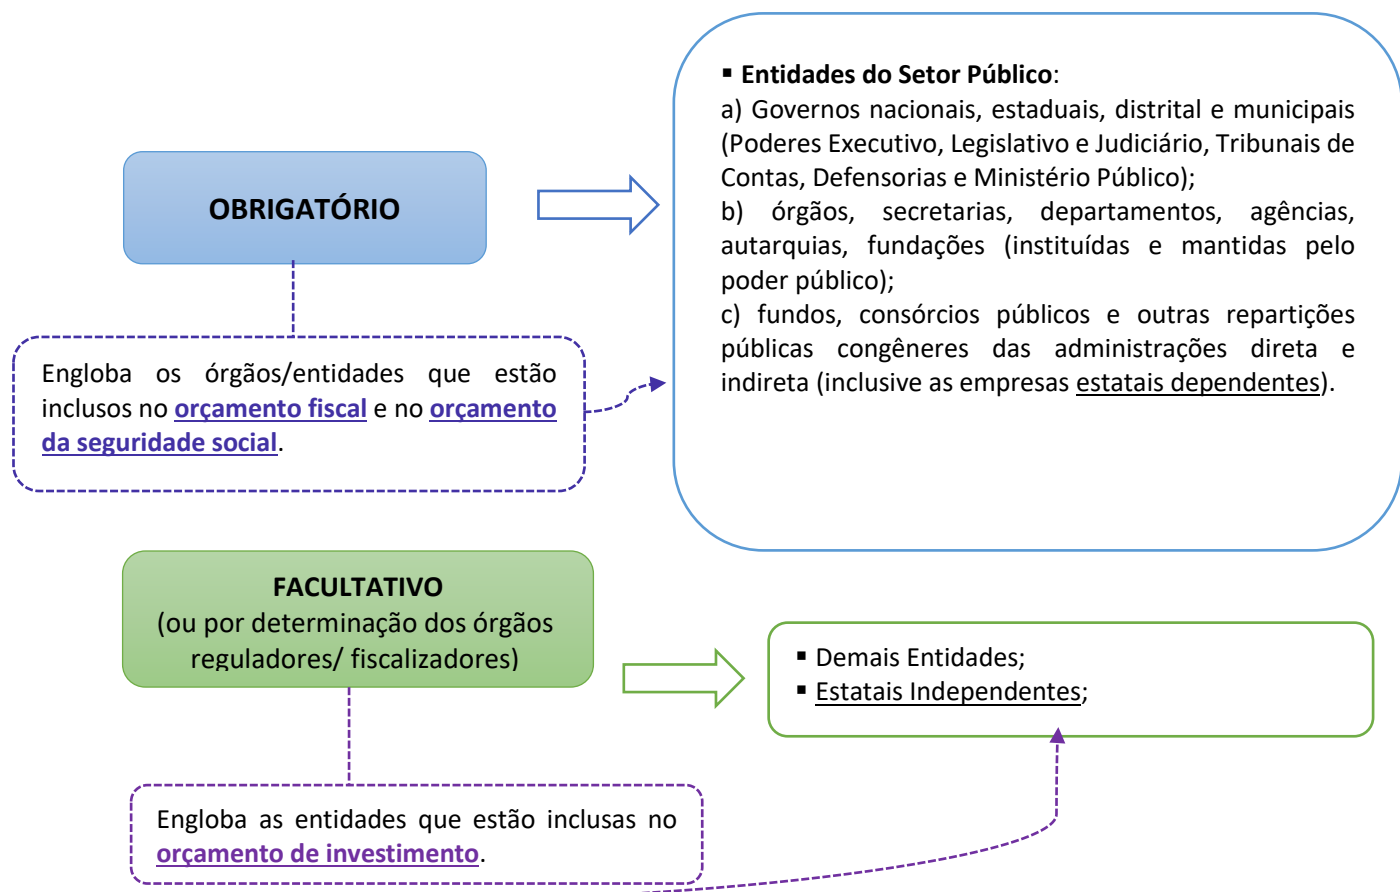 ▪ Entidades do Setor Público:
a) Governos nacionais, estaduais, distrital e municipais
(Poderes Executivo, Legislativo e Judiciário, Tribunais de
Contas, Defensorias e Ministério Público);
b) órgãos, secretarias, departamentos, agências,
autarquias, fundações (instituídas e mantidas pelo
poder público);
c) fundos, consórcios públicos e outras repartições
públicas congêneres das administrações direta e
indireta (inclusive as empresas estatais dependentes).
OBRIGATÓRIO
Engloba os órgãos/entidades que estão
inclusos no orçamento fiscal e no orçamento
da seguridade social.
FACULTATIVO
(ou por determinação dos órgãos
reguladores/ fiscalizadores)
▪ Demais Entidades;
▪ Estatais Independentes;
Engloba as entidades que estão inclusas no
orçamento de investimento.